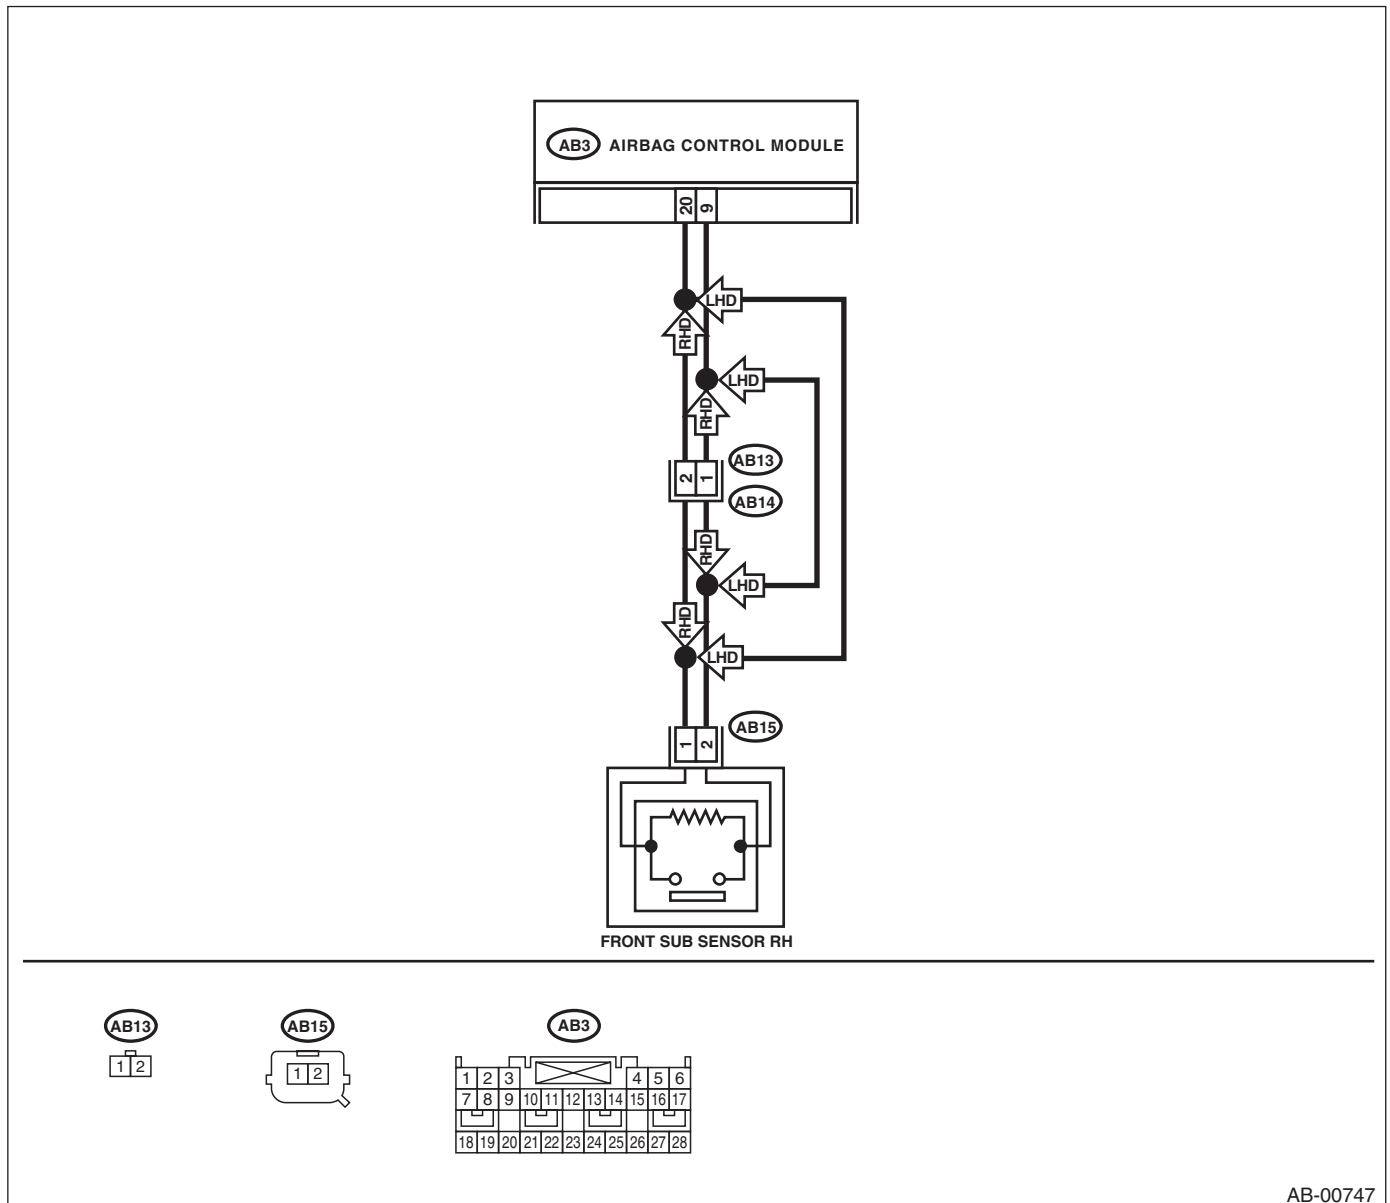 AB3 AIRBAG CONTROL MODULE
20 9
LHD
RHD
LHD
RHD
AB13
2 1
AB14
RHD
LHD
RHD
LHD
AB15
1 2
FRONT SUB SENSOR RH
AB13 AB15 AB3
1 2
1 2
1 2 3 4 5 6
7 8 9 10 11 12 13 14 15 16 17
18 19 20 21 22 23 24 25 26 27 28
AB-00747